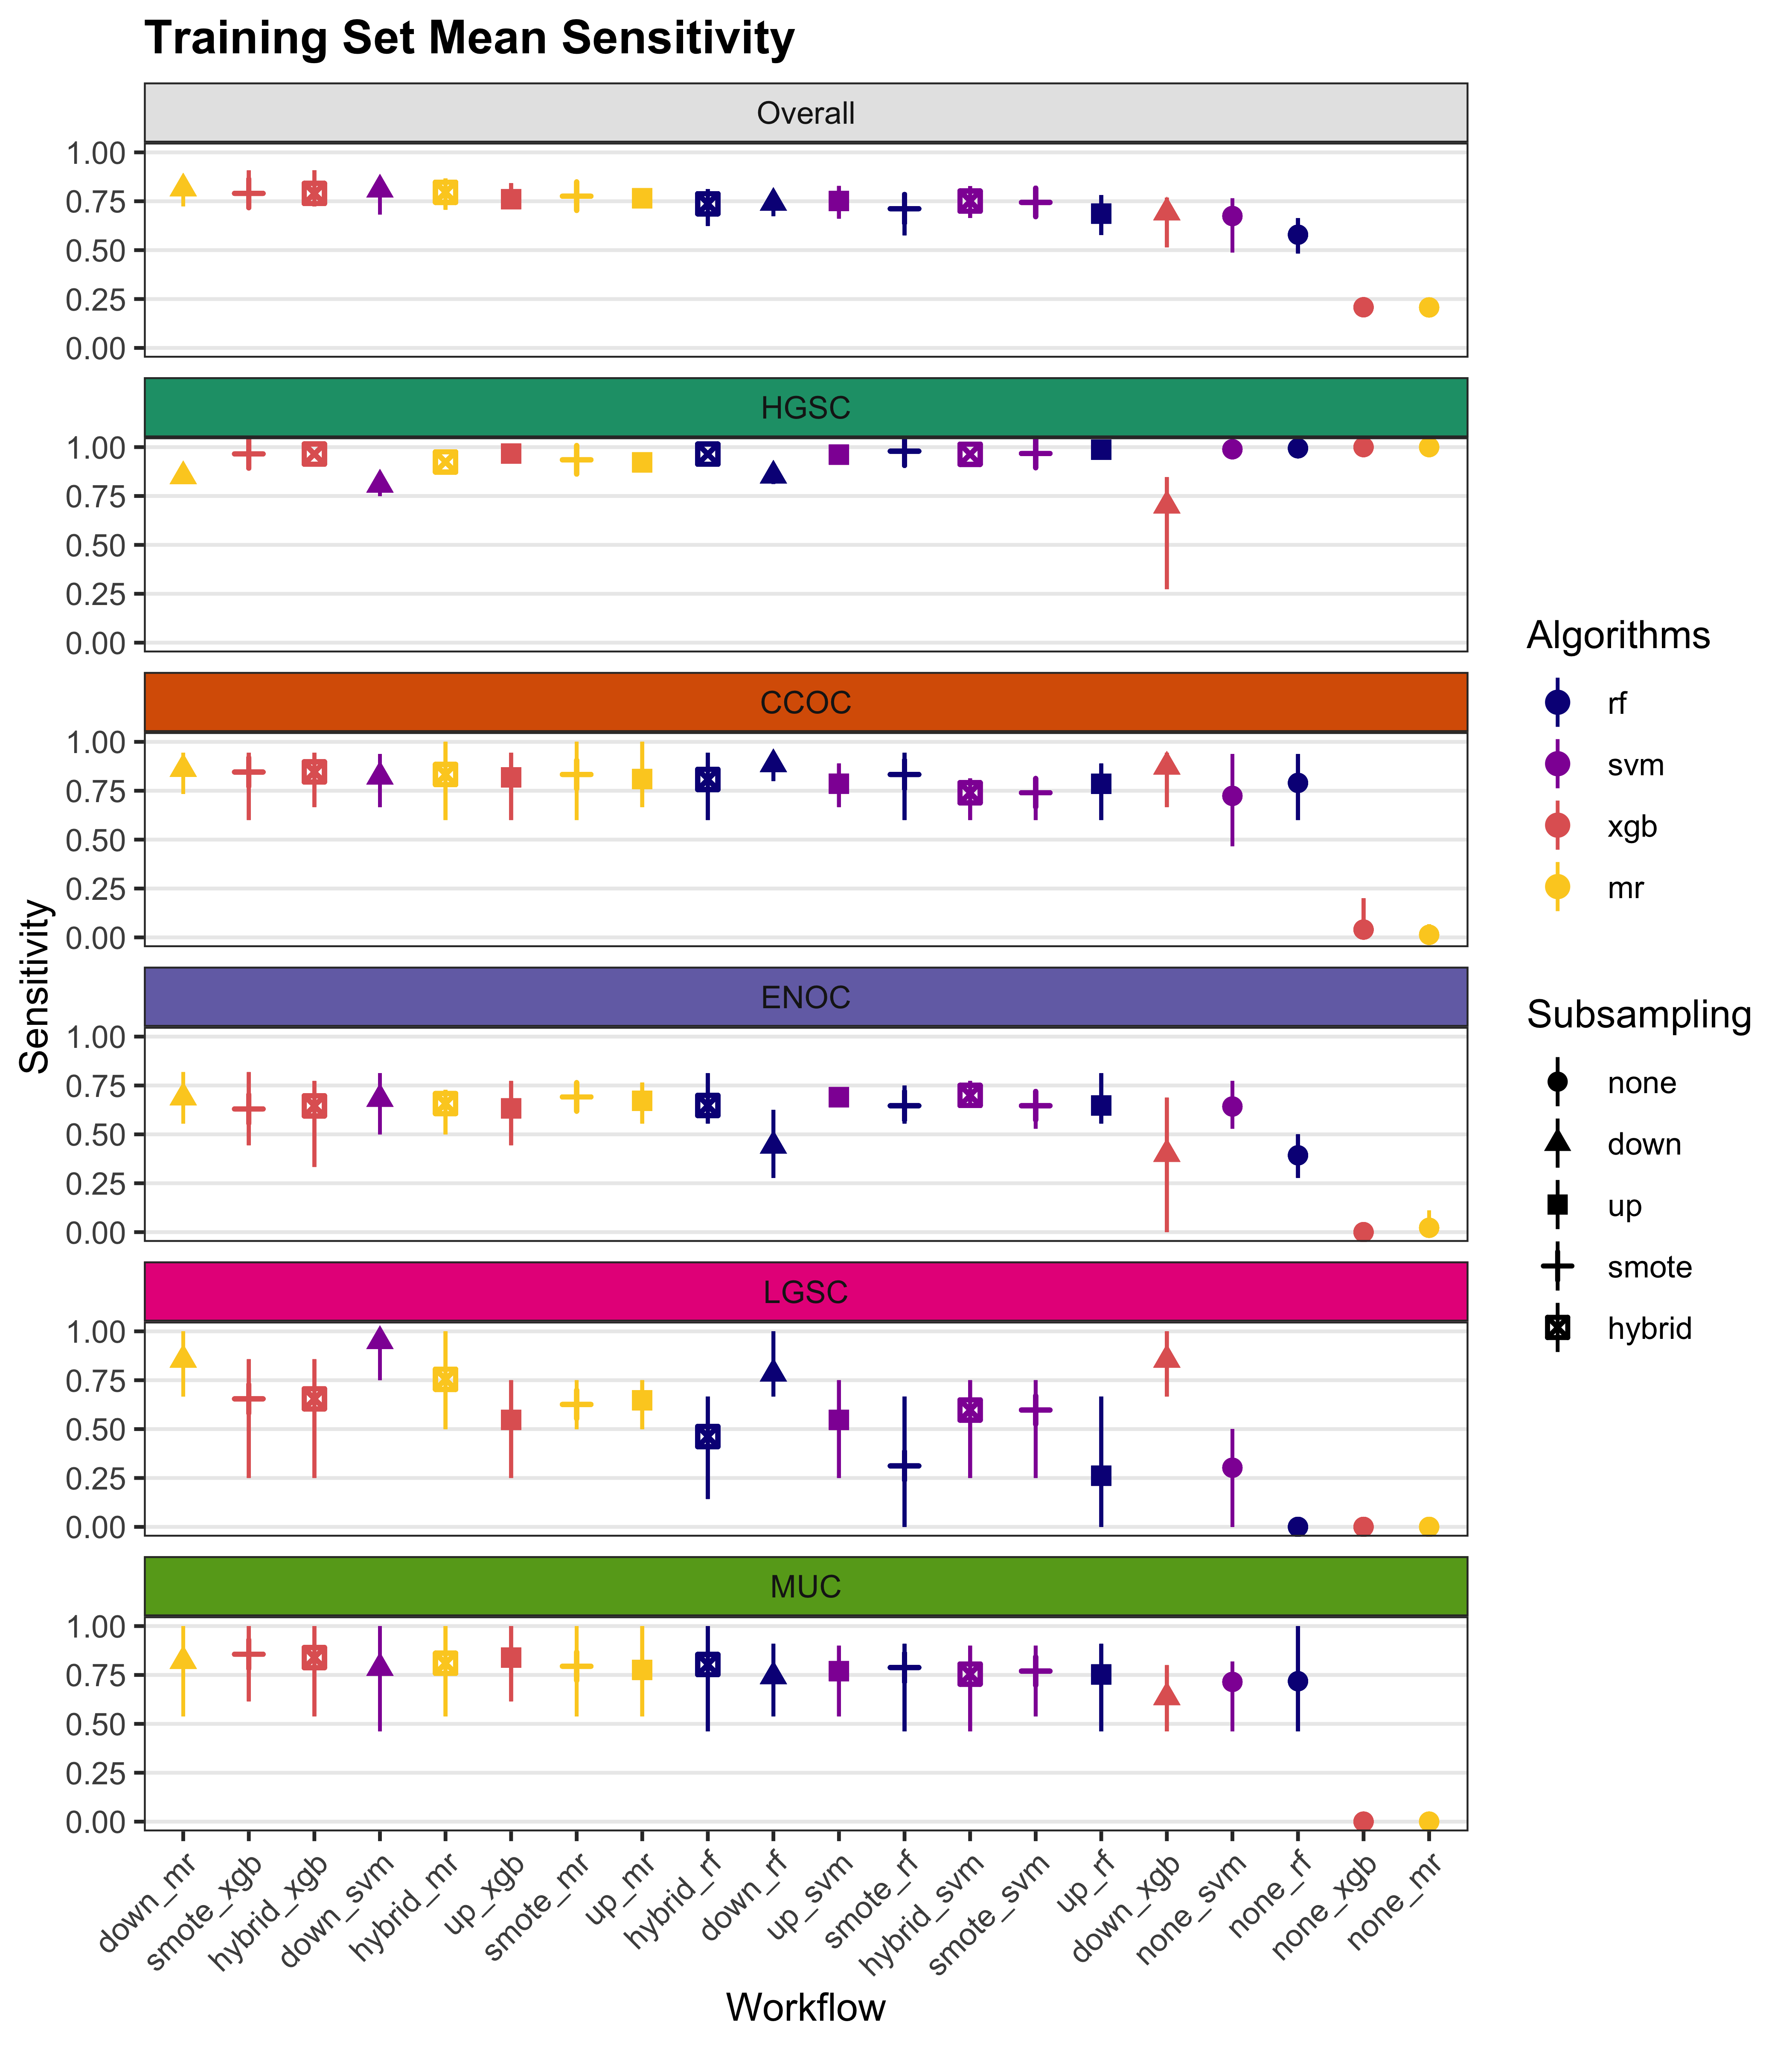 Training Set Mean Sensitivity
Overall
1.00
0.75
0.50
0.25
0.00
HGSC
1.00
0.75
0.50
0.25
0.00
CCOC
1.00
0.75
0.50
0.25
0.00
ENOC
1.00
0.75
0.50
0.25
0.00
LGSC
1.00
0.75
0.50
0.25
0.00
MUC
1.00
0.75
0.50
0.25
0.00
Sensitivity
down_mr
smote_xgb
hybrid_xgb
down_svm
hybrid_mr
up_xgb
smote_mr
up_mr
hybrid_rf
down_rf
up_svm
smote_rf
hybrid_svm
smote_svm
up_rf
down_xgb
none_svm
none_rf
none_xgb
none_mr
Workflow
Algorithms
rf
svm
xgb
mr
Subsampling
none
down
up
smote
hybrid